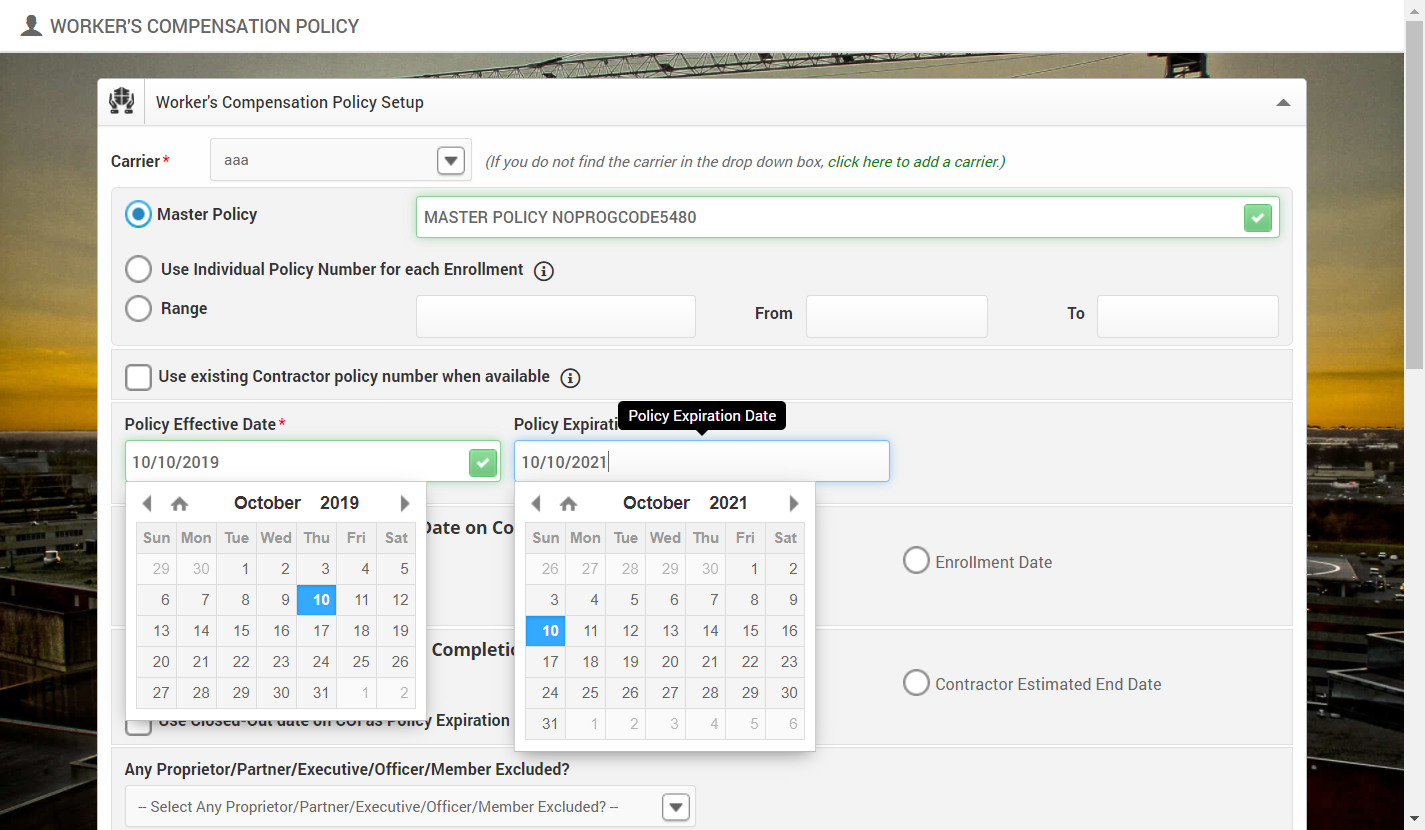 WORKER'S COMPENSATION POLICY
Worker's Compensation Policy Setup
Carrier* aaa (If you do not find the carrier in the drop down box, click here to add a carrier.)
Master Policy MASTER POLICY NOPROGCODE5480
Use Individual Policy Number for each Enrollment
Range From To
Use existing Contractor policy number when available
Policy Expiration Date
Policy Effective Date* Policy Expirati
10/10/2019 10/10/2021
October 2019
Sun Mon Tue Wed Thu Fri Sat
29 30 1 2 3 4 5
6 7 8 9 10 11 12
13 14 15 16 17 18 19
20 21 22 23 24 25 26
27 28 29 30 31 1 2
October 2021
Sun Mon Tue Wed Thu Fri Sat
26 27 28 29 30 1 2
3 4 5 6 7 8 9
10 11 12 13 14 15 16
17 18 19 20 21 22 23
24 25 26 27 28 29 30
31 1 2 3 4 5 6
Date on Co
Enrollment Date
Completi
Contractor Estimated End Date
Use Closed-Out date on COI as Policy Expiration
Any Proprietor/Partner/Executive/Officer/Member Excluded?
-- Select Any Proprietor/Partner/Executive/Officer/Member Excluded? --